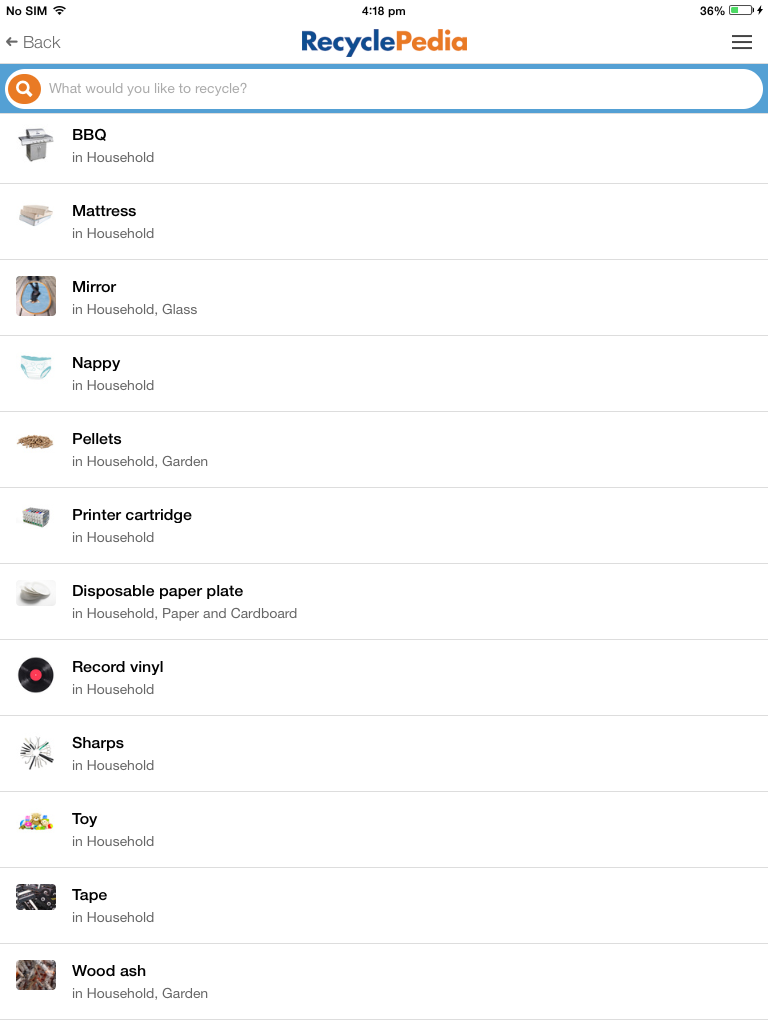 No SIM 4:18 pm 36%
Back RecyclePedia
What would you like to recycle?
BBQ
in Household
Mattress
in Household
Mirror
in Household, Glass
Nappy
in Household
Pellets
in Household, Garden
Printer cartridge
in Household
Disposable paper plate
in Household, Paper and Cardboard
Record vinyl
in Household
Sharps
in Household
Toy
in Household
Tape
in Household
Wood ash
in Household, Garden